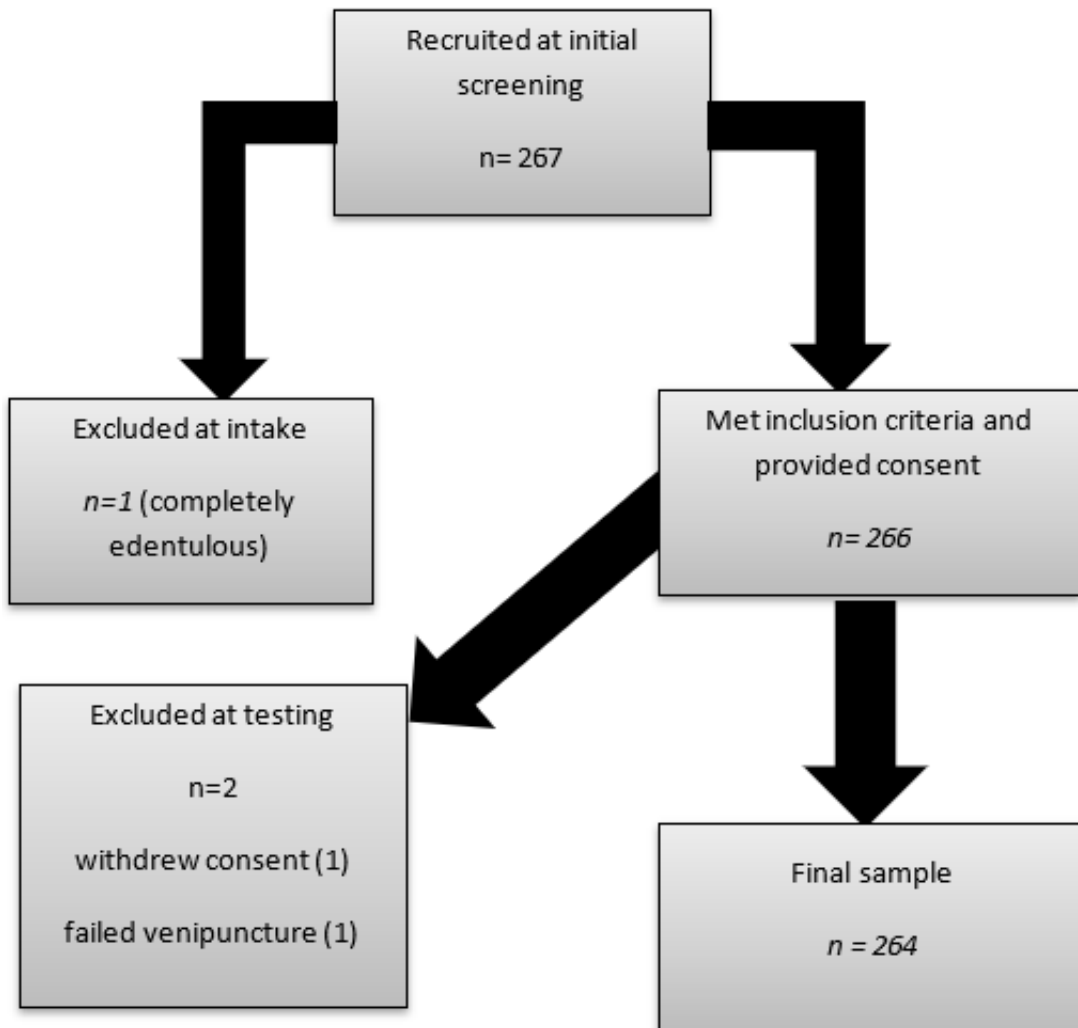 Recruited at initial
screening
n= 267
Excluded at intake
n=1 (completely
edentulous)
Met inclusion criteria and
provided consent
n= 266
Excluded at testing
n=2
withdrew consent (1)
failed venipuncture (1)
Final sample
n = 264